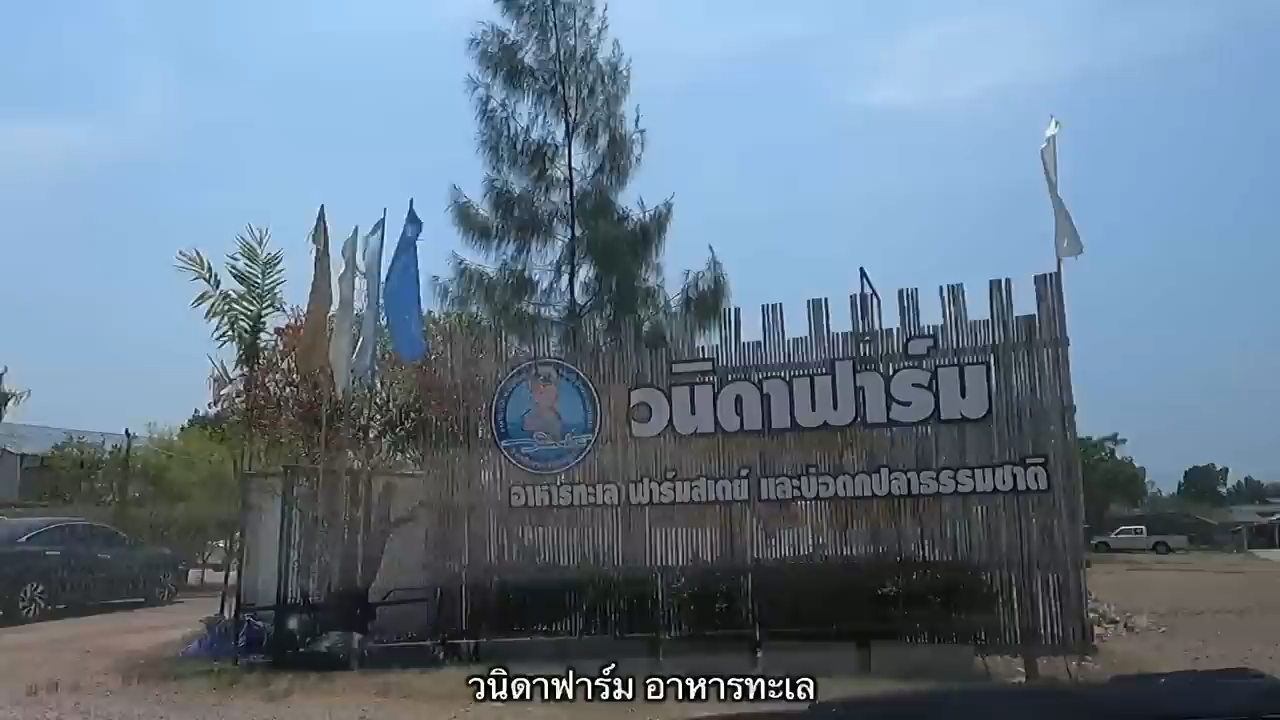 วนิดาฟาร์ม
อาหารทะเล ฟาร์มสเตย์ และบ่อตกปลาธรรมชาติ
วนิดาฟาร์ม อาหารทะเล